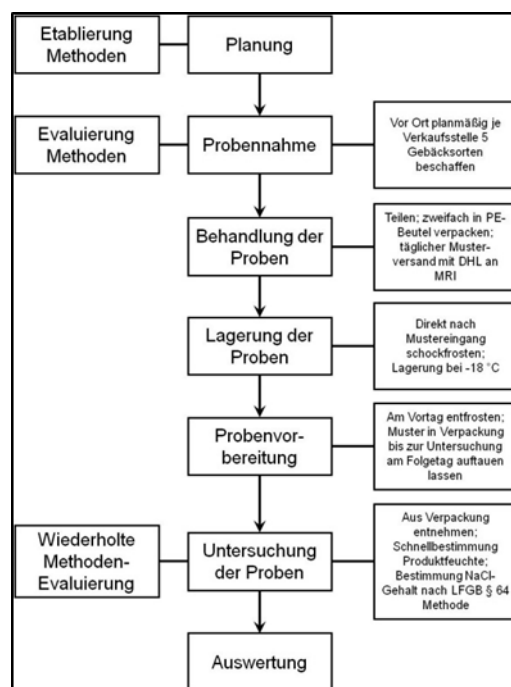 Etablierung
Methoden
Planung
Evaluierung
Methoden
Probennahme
Vor Ort planmäßig je
Verkaufsstelle 5
Gebäcksorten
beschaffen
Behandlung der
Proben
Teilen; zweifach in PE-
Beutel verpacken;
täglicher Muster-
versand mit DHL an
MRI
Lagerung der
Proben
Direkt nach
Mustereingang
schockfrosten;
Lagerung bei -18 °C
Probenvor-
bereitung
Am Vortag entfrosten;
Muster in Verpackung
bis zur Untersuchung
am Folgetag auftauen
lassen
Wiederholte
Methoden-
Evaluierung
Untersuchung
der Proben
Aus Verpackung
entnehmen;
Schnellbestimmung
Produktfeuchte;
Bestimmung NaCl-
Gehalt nach LFGB § 64
Methode
Auswertung